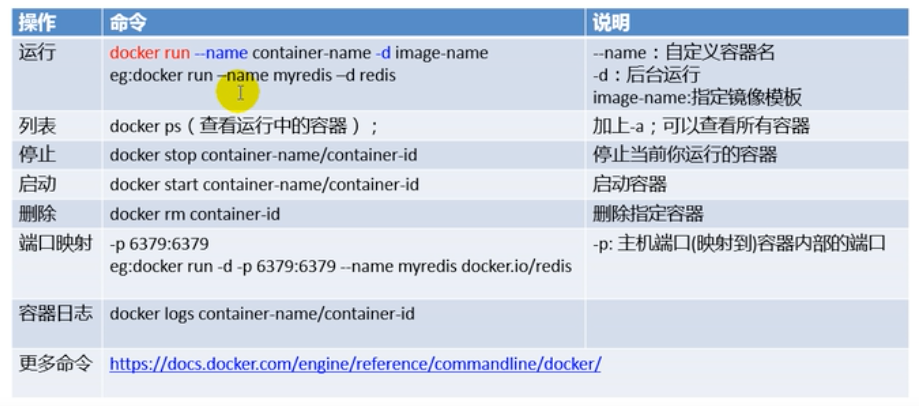 操作 命令 说明
运行 docker run --name container-name -d image-name --name：自定义容器名
eg:docker run –name myredis –d redis -d：后台运行
image-name:指定镜像模板
列表 docker ps（查看运行中的容器）； 加上-a；可以查看所有容器
停止 docker stop container-name/container-id 停止当前你运行的容器
启动 docker start container-name/container-id 启动容器
删除 docker rm container-id 删除指定容器
端口映射 -p 6379:6379 -p: 主机端口(映射到)容器内部的端口
eg:docker run -d -p 6379:6379 --name myredis docker.io/redis
容器日志 docker logs container-name/container-id
更多命令 https://docs.docker.com/engine/reference/commandline/docker/